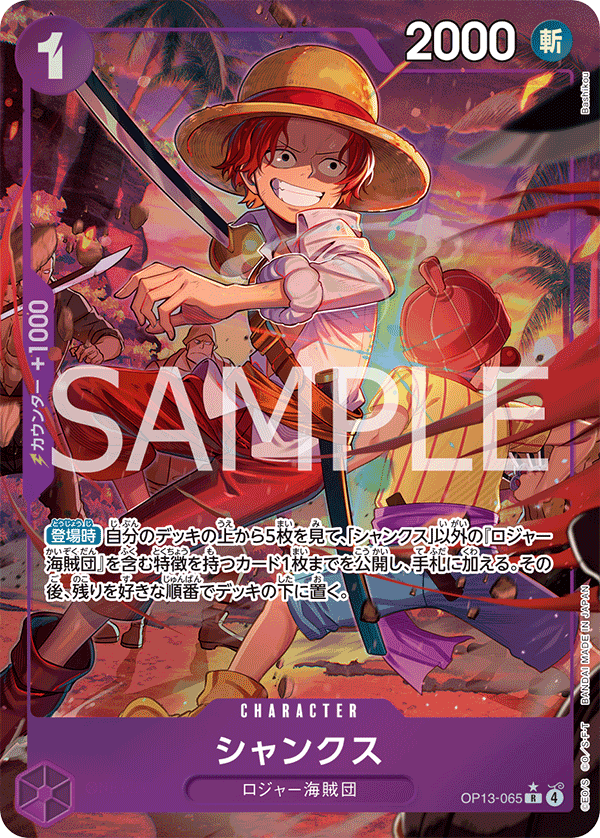 1
2000
斬
Bushikou
カウンター +1000
SAMPLE
登場時 自分のデッキの上から5枚を見て、「シャンクス」以外の『ロジャー
海賊団』を含む特徴を持つカード1枚までを公開し、手札に加える。その
後、残りを好きな順番でデッキの下に置く。
©E.O/S ©O/S・F・T BANDAI MADE IN JAPAN
CHARACTER
シャンクス
ロジャー海賊団
OP13-065 R 4